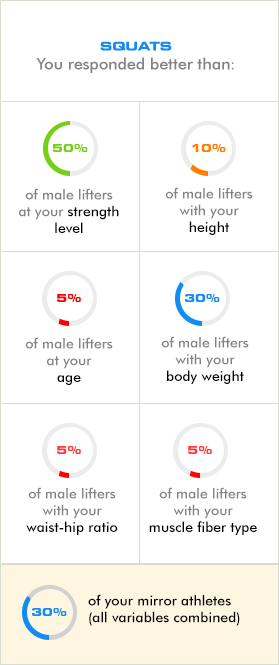 SQUATS
You responded better than:
50%
of male lifters
at your strength
level
10%
of male lifters
with your
height
5%
of male lifters
at your
age
30%
of male lifters
with your
body weight
5%
of male lifters
with your
waist-hip ratio
5%
of male lifters
with your
muscle fiber type
30%
of your mirror athletes
(all variables combined)